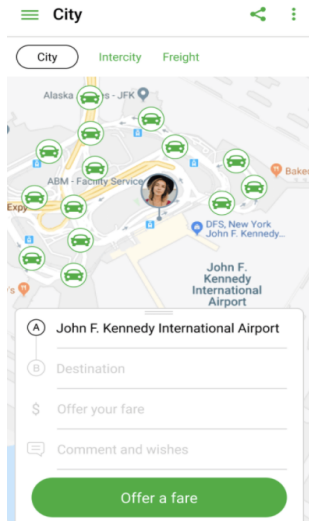 City
City
Intercity
Freight
Alaska
s - JFK
ABM - Facility Service
Expy
Bake
DFS, New York
John F. Kennedy...
John F.
Kennedy
International
Airport
's
A
John F. Kennedy International Airport
B
Destination
$
Offer your fare
Comment and wishes
Offer a fare